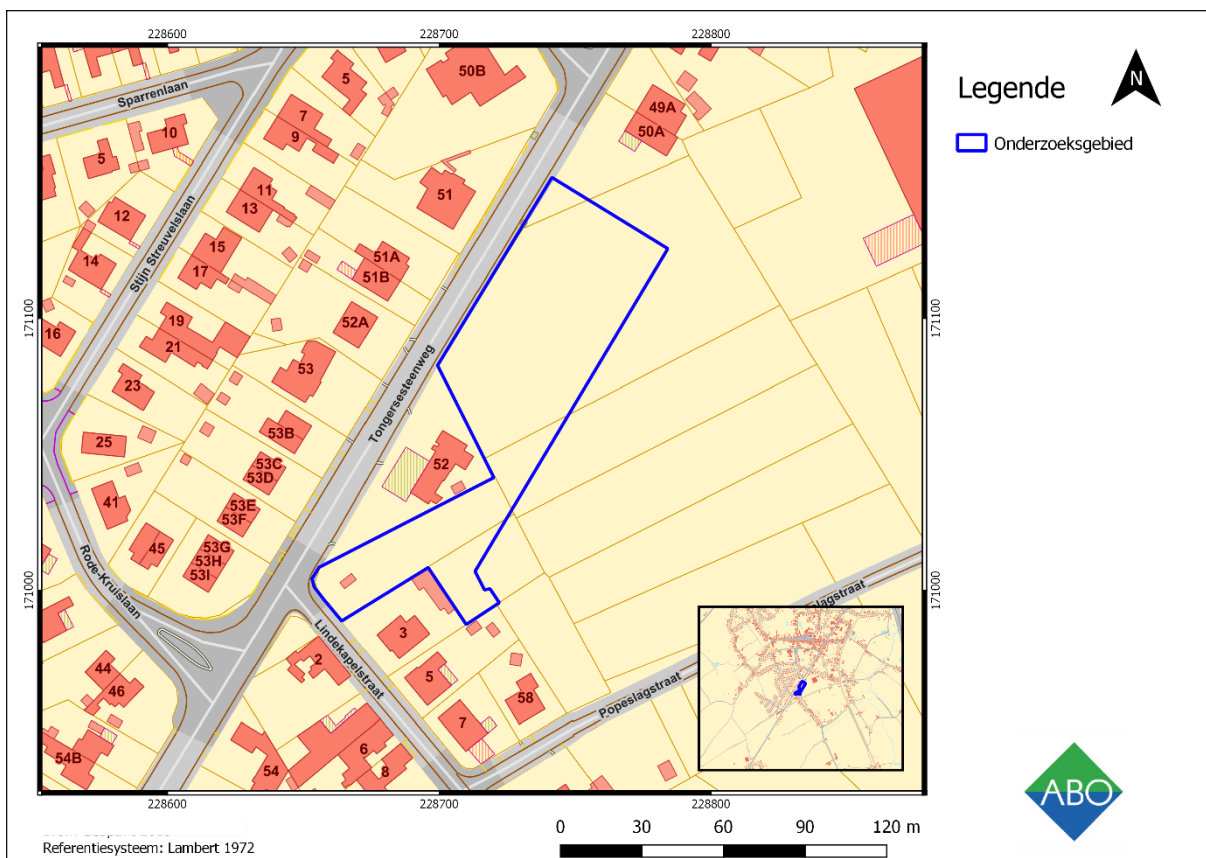 228600 228700 228800
Legende
N
Onderzoeksgebied
Sparrenlaan
5
50B
49A
50A
7
9
10
5
11
13
51
12
15
17
14
51A
51B
Stijn Streuvelslaan
19
21
52A
16
171100 171100
53
23
Tongersesteenweg
53B
25
52
53C
53D
41
53E
53F
45
53G
53H
53I
171000 171000
Rode-Kruislaan
Lindekapelstraat
3
2
5
44
46
58
Popeslagstraat
slagstraat
7
54B
6
54
8
228600 228700 228800
ABO
0 30 60 90 120 m
Referentiesysteem: Lambert 1972